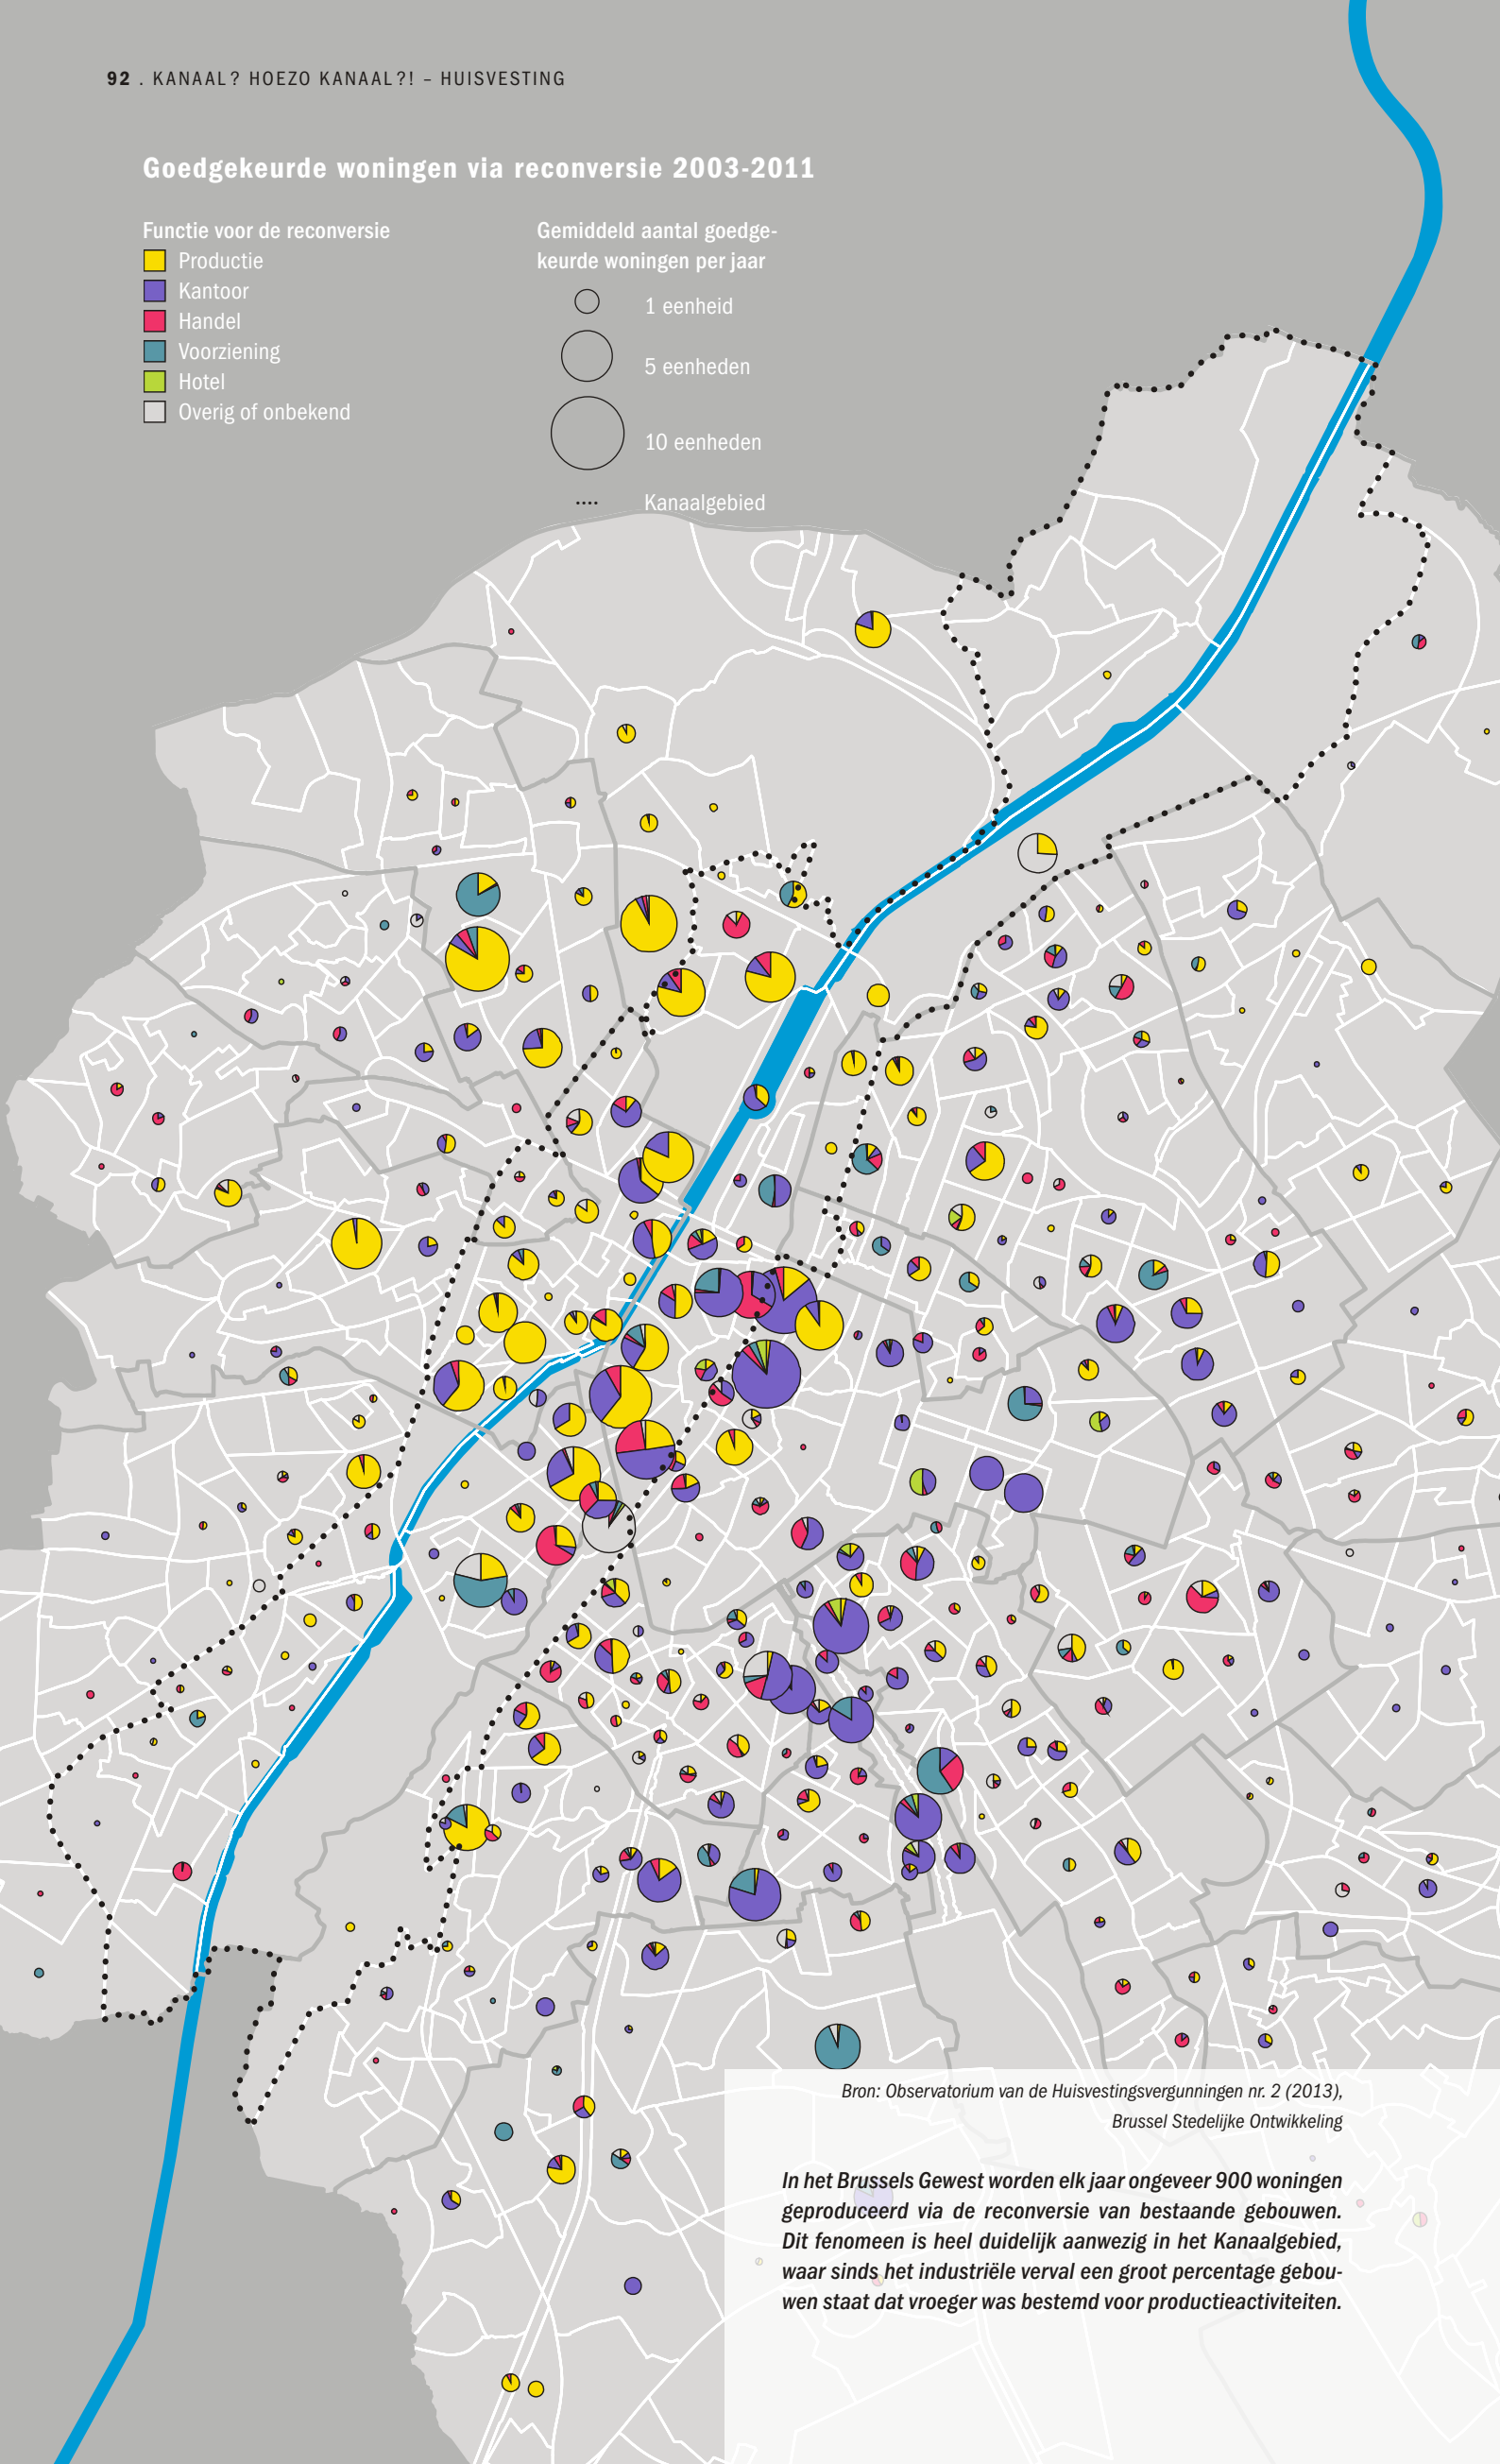 92 . KANAAL? HOEZO KANAAL?! – HUISVESTING
Goedgekeurde woningen via reconversie 2003-2011
Functie voor de reconversie
Productie
Kantoor
Handel
Voorziening
Hotel
Overig of onbekend
Gemiddeld aantal goedge-
keurde woningen per jaar
1 eenheid
5 eenheden
10 eenheden
Kanaalgebied
Bron: Observatorium van de Huisvestingsvergunningen nr. 2 (2013),
Brussel Stedelijke Ontwikkeling
In het Brussels Gewest worden elk jaar ongeveer 900 woningen
geproduceerd via de reconversie van bestaande gebouwen.
Dit fenomeen is heel duidelijk aanwezig in het Kanaalgebied,
waar sinds het industriële verval een groot percentage gebou-
wen staat dat vroeger was bestemd voor productieactiviteiten.